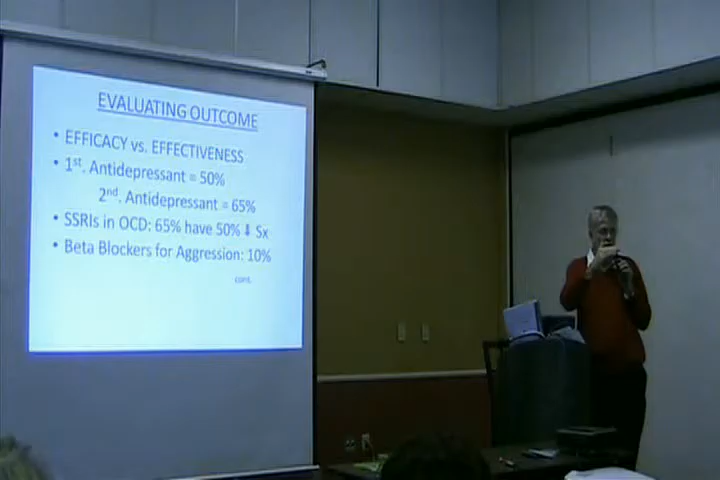 EVALUATING OUTCOME
• EFFICACY vs. EFFECTIVENESS
• 1st. Antidepressant = 50%
2nd. Antidepressant = 65%
• SSRIs in OCD: 65% have 50% ⬇ Sx
• Beta Blockers for Aggression: 10%
cont.